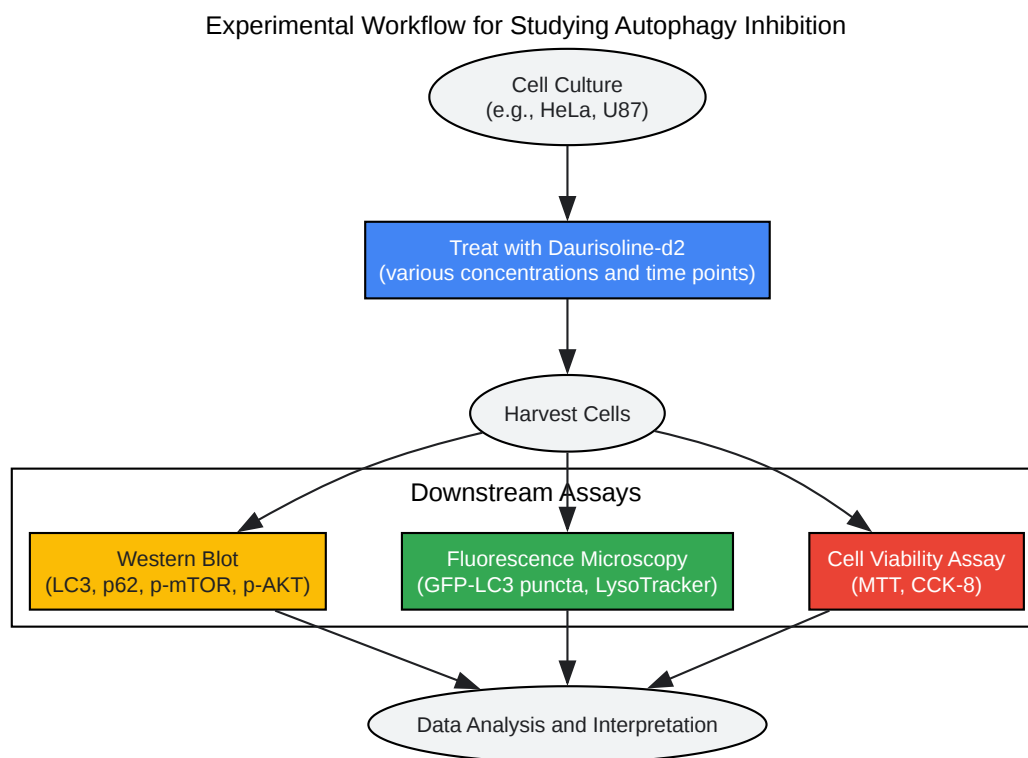 Experimental Workflow for Studying Autophagy Inhibition
Cell Culture
(e.g., HeLa, U87)
Treat with Daurisoline-d2
(various concentrations and time points)
Harvest Cells
Downstream Assays
Western Blot
(LC3, p62, p-mTOR, p-AKT)
Fluorescence Microscopy
(GFP-LC3 puncta, LysoTracker)
Cell Viability Assay
(MTT, CCK-8)
Data Analysis and Interpretation